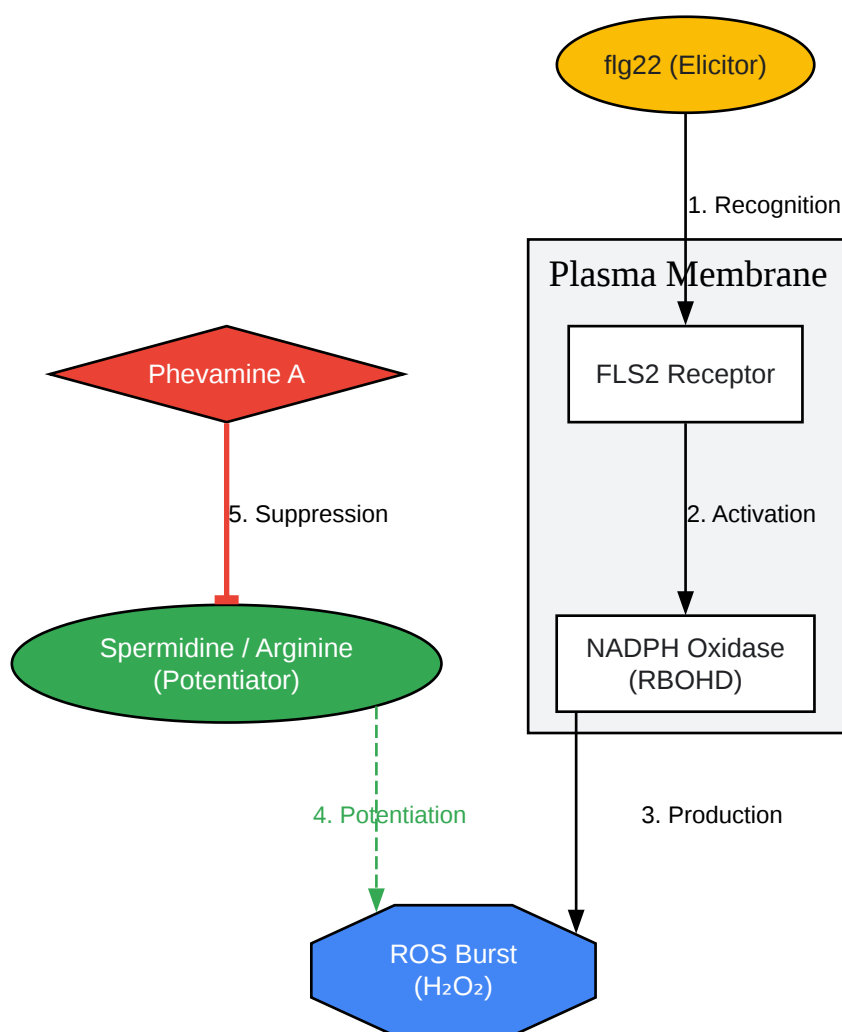 flg22 (Elicitor)
1. Recognition
Plasma Membrane
Phevamine A
FLS2 Receptor
5. Suppression
2. Activation
Spermidine / Arginine
(Potentiator)
NADPH Oxidase
(RBOHD)
4. Potentiation
3. Production
ROS Burst
(H₂O₂)